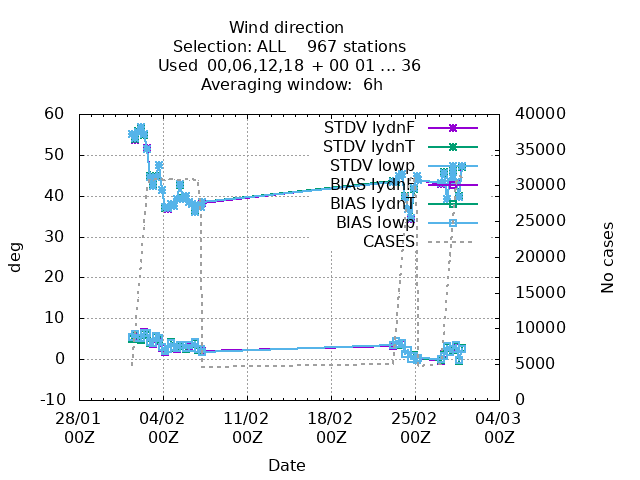 Wind direction
Selection: ALL    967 stations
Used  00,06,12,18  + 00 01 ... 36
Averaging window:  6h
60
50
40
30
20
10
0
-10
deg
40000
35000
30000
25000
20000
15000
10000
5000
0
No cases
STDV lydnF
STDV lydnT
STDV lowp
BIAS lydnF
BIAS lydnT
BIAS lowp
CASES
28/01 04/02 11/02 18/02 25/02 04/03
00Z 00Z 00Z 00Z 00Z 00Z
Date